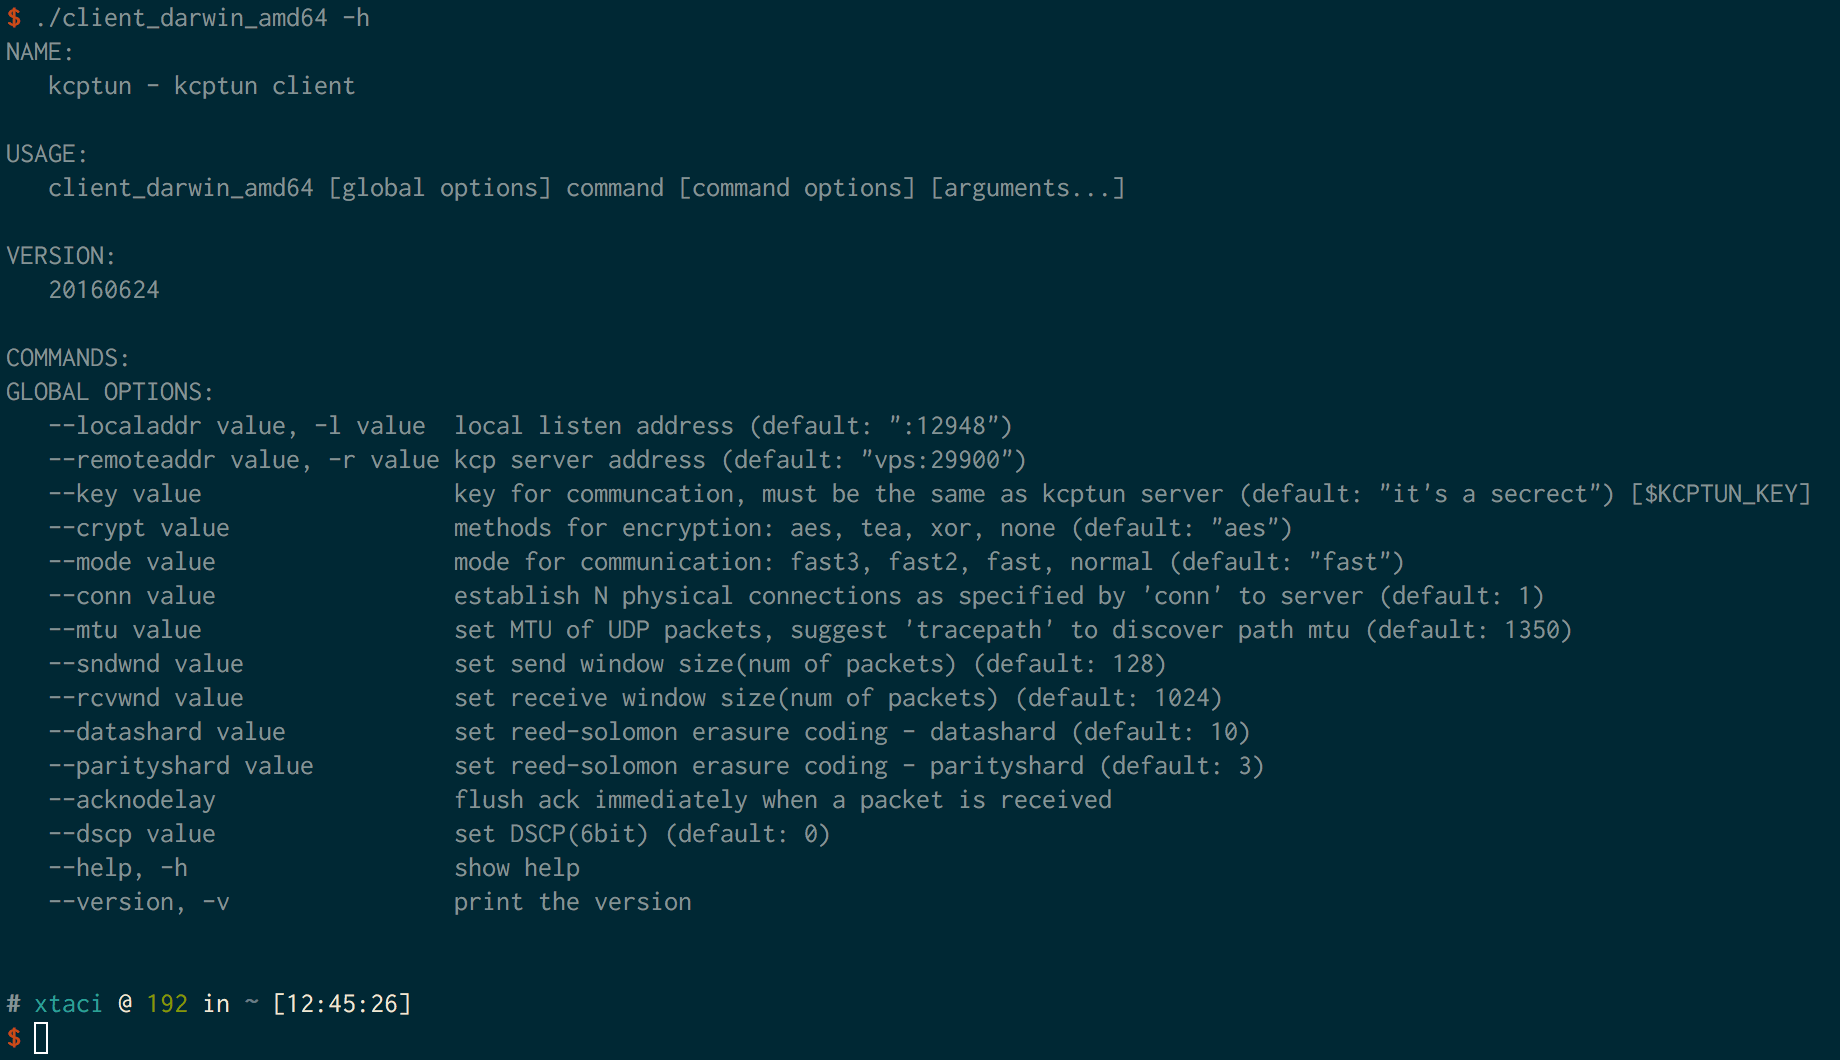 $ ./client_darwin_amd64 -h
NAME:
   kcptun - kcptun client
USAGE:
   client_darwin_amd64 [global options] command [command options] [arguments...]
VERSION:
   20160624
COMMANDS:
GLOBAL OPTIONS:
   --localaddr value, -l value  local listen address (default: ":12948")
   --remoteaddr value, -r value kcp server address (default: "vps:29900")
   --key value                  key for communcation, must be the same as kcptun server (default: "it's a secrect") [$KCPTUN_KEY]
   --crypt value                methods for encryption: aes, tea, xor, none (default: "aes")
   --mode value                 mode for communication: fast3, fast2, fast, normal (default: "fast")
   --conn value                 establish N physical connections as specified by 'conn' to server (default: 1)
   --mtu value                  set MTU of UDP packets, suggest 'tracepath' to discover path mtu (default: 1350)
   --sndwnd value               set send window size(num of packets) (default: 128)
   --rcvwnd value               set receive window size(num of packets) (default: 1024)
   --datashard value            set reed-solomon erasure coding - datashard (default: 10)
   --parityshard value          set reed-solomon erasure coding - parityshard (default: 3)
   --acknodelay                 flush ack immediately when a packet is received
   --dscp value                 set DSCP(6bit) (default: 0)
   --help, -h                   show help
   --version, -v                print the version
# xtaci @ 192 in ~ [12:45:26]
$